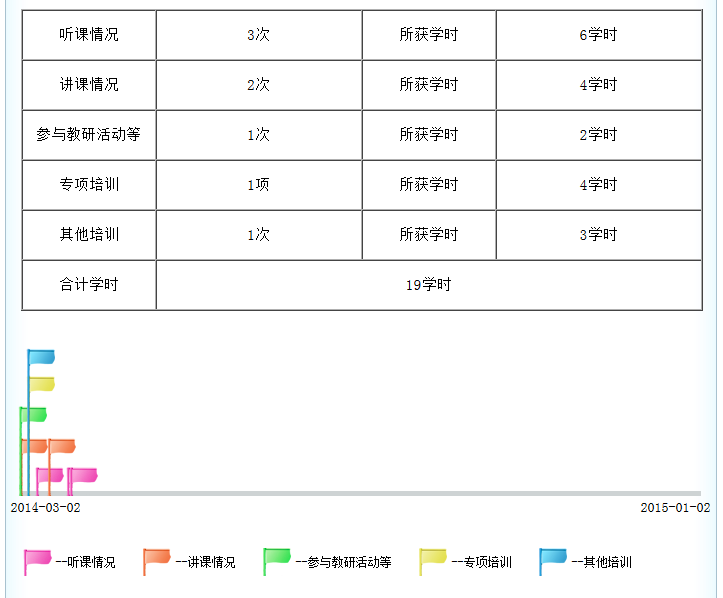 听课情况 3次 所获学时 6学时
讲课情况 2次 所获学时 4学时
参与教研活动等 1次 所获学时 2学时
专项培训 1项 所获学时 4学时
其他培训 1次 所获学时 3学时
合计学时 19学时
2014-03-02 2015-01-02
--听课情况 --讲课情况 --参与教研活动等 --专项培训 --其他培训